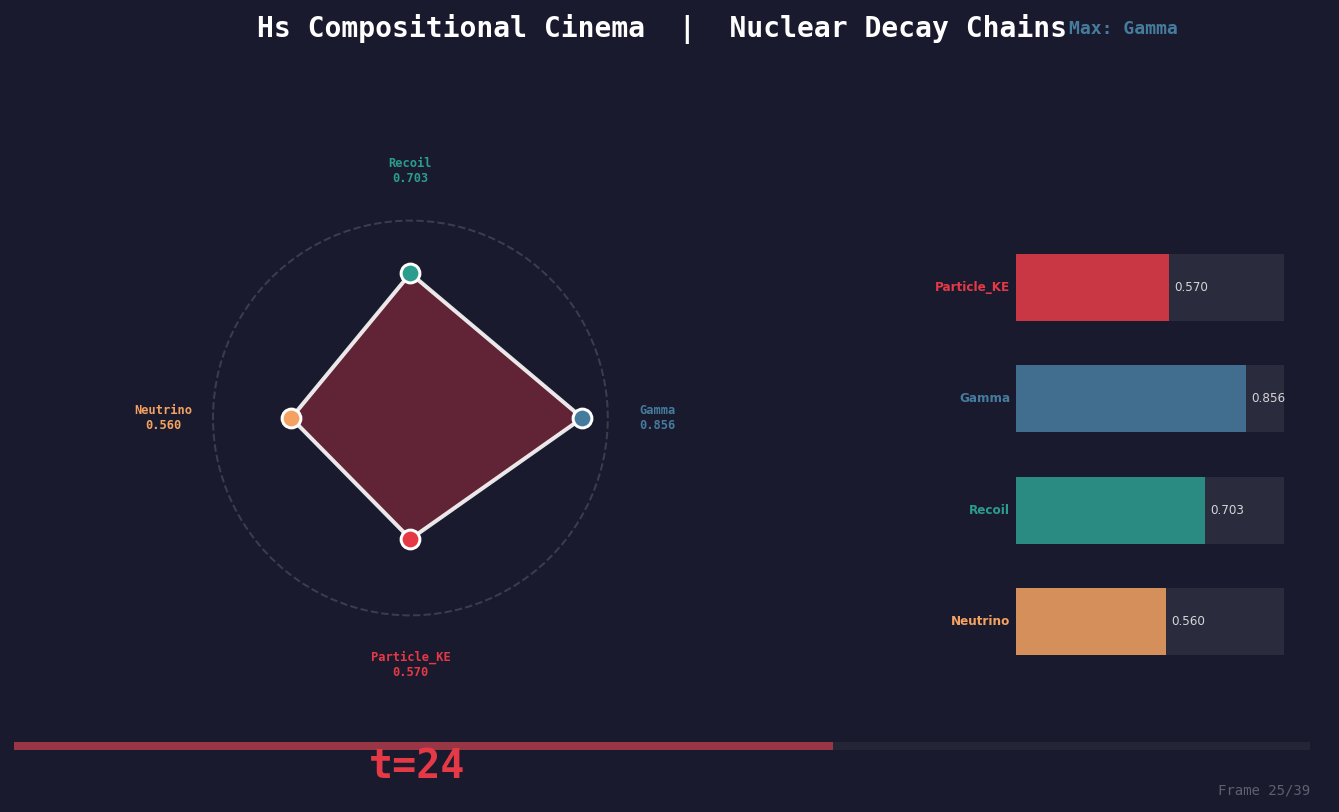 Hs Compositional Cinema | Nuclear Decay Chains
Max: Gamma
Recoil
0.703
Neutrino
0.560
Gamma
0.856
Particle_KE
0.570
Particle_KE
0.570
Gamma
0.856
Recoil
0.703
Neutrino
0.560
t=24
Frame 25/39